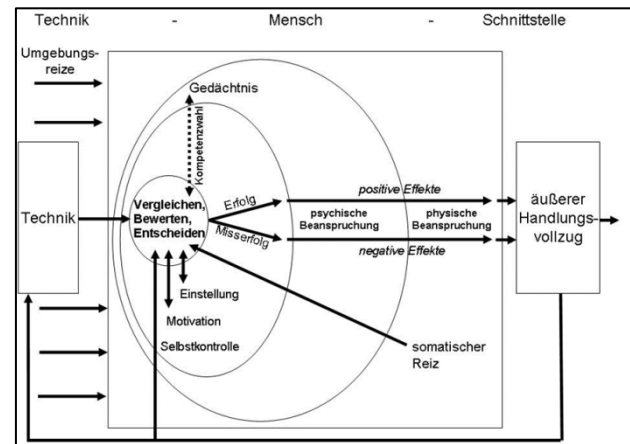 Technik - Mensch - Schnittstelle
Umgebungs-
reize
Gedächtnis
Kompetenzwahl
Vergleichen,
Bewerten,
Entscheiden
Erfolg
Misserfolg
positive Effekte
psychische
Beanspruchung
physische
Beanspruchung
negative Effekte
Technik
äußerer
Handlungs-
vollzug
Einstellung
Motivation
Selbstkontrolle
somatischer
Reiz